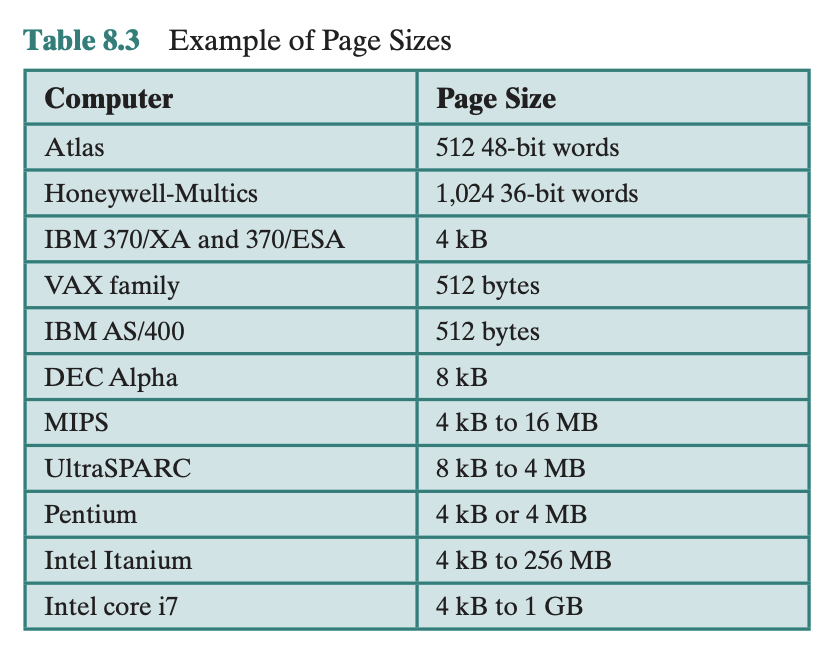 Table 8.3 Example of Page Sizes
Computer Page Size
Atlas 512 48-bit words
Honeywell-Multics 1,024 36-bit words
IBM 370/XA and 370/ESA 4 kB
VAX family 512 bytes
IBM AS/400 512 bytes
DEC Alpha 8 kB
MIPS 4 kB to 16 MB
UltraSPARC 8 kB to 4 MB
Pentium 4 kB or 4 MB
Intel Itanium 4 kB to 256 MB
Intel core i7 4 kB to 1 GB